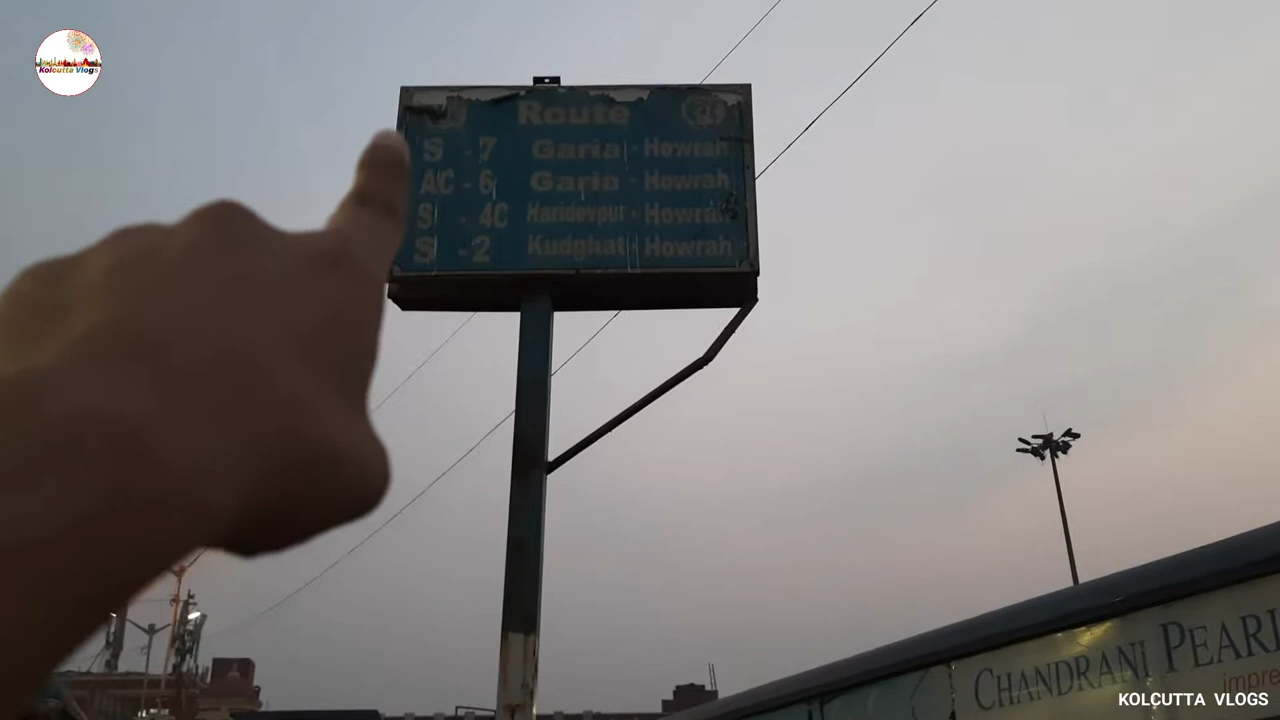 Kolcutta Vlogs
Route
S - 7 Garia - Howrah
AC - 6 Garia - Howrah
S - 4C Haridevpur - Howrah
S - 2 Kudghat - Howrah
CHANDRANI PEARL
impre
KOLCUTTA VLOGS